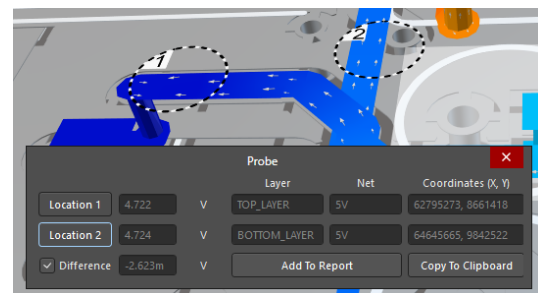 1
2
Probe
Layer Net Coordinates (X, Y)
Location 1 4.722 V TOP_LAYER 5V 62795273, 8661418
Location 2 4.724 V BOTTOM_LAYER 5V 64645665, 9842522
Difference -2.623m V Add To Report Copy To Clipboard